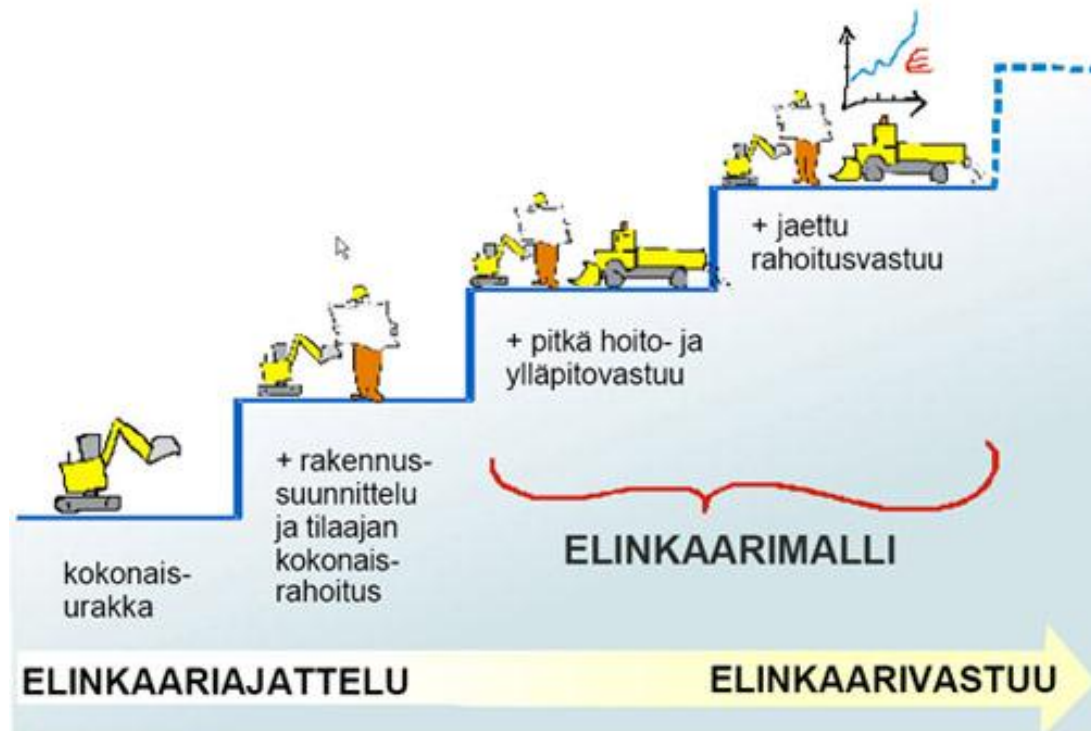 kokonais-
urakka
+ rakennus-
suunnittelu
ja tilaajan
kokonais-
rahoitus
+ pitkä hoito- ja
ylläpitovastuu
+ jaettu
rahoitusvastuu
ELINKAARIMALLI
ELINKAARIAJATTELU
ELINKAARIVASTUU